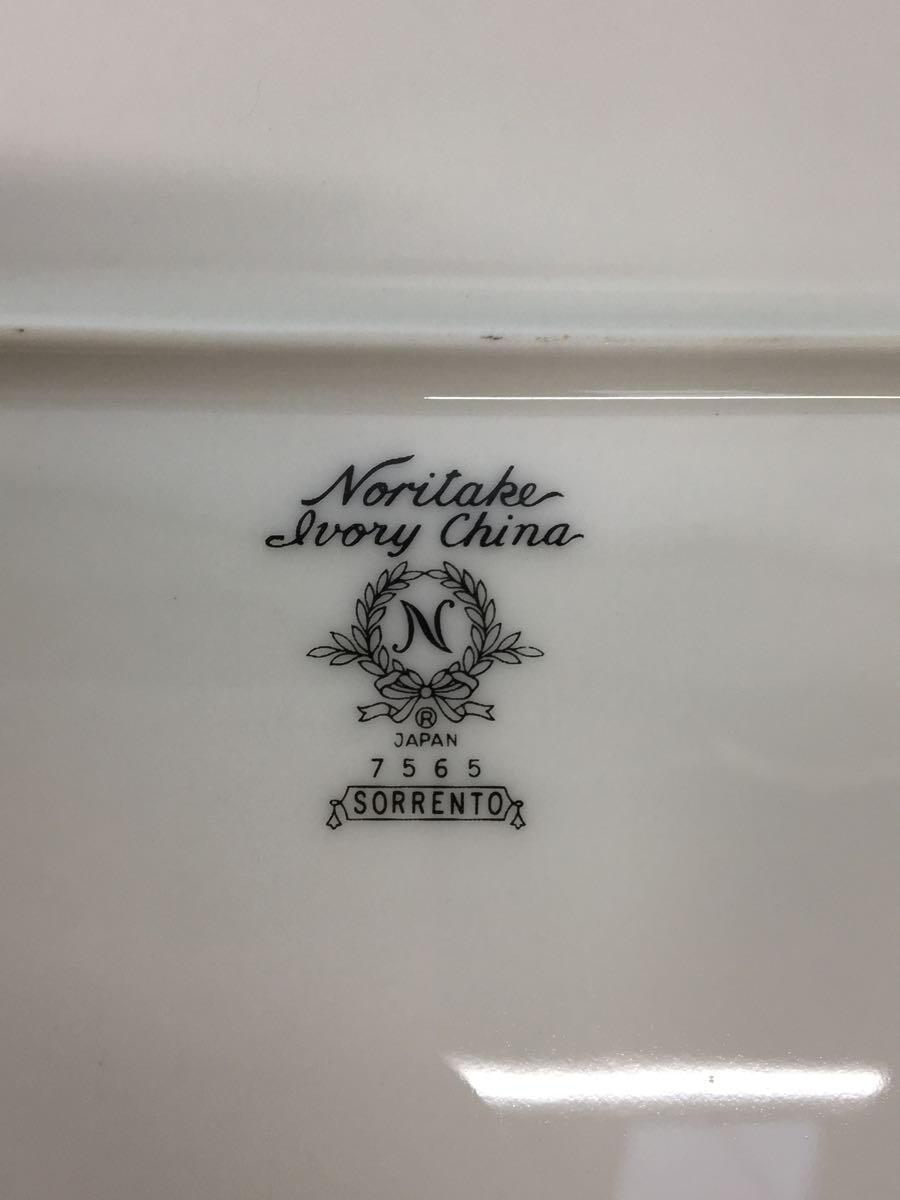 Noritake
Ivory China
N
®
JAPAN
7565
SORRENTO